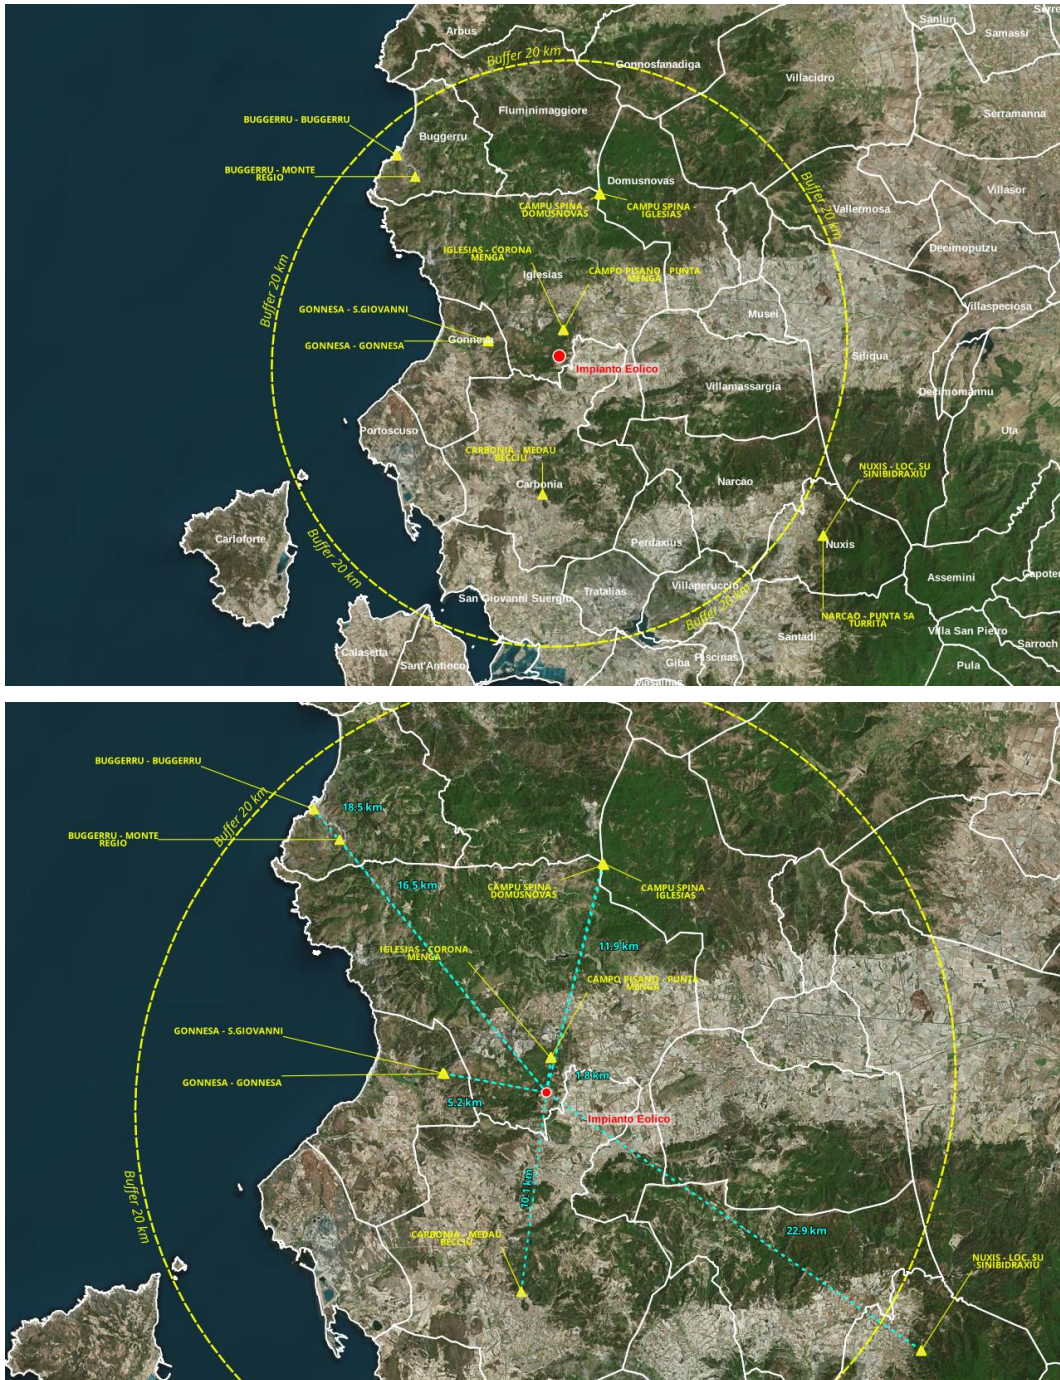 Serre
Arbus
Sanluri
Samassi
Buffer 20 km
Gonnosfanadiga
Villacidro
Fluminimaggiore
Serramanna
BUGGERRU - BUGGERRU
Buggerru
BUGGERRU - MONTE
REGIO
Domusnovas
Villasor
Buffer 20 km
CAMPU SPINA -
DOMUSNOVAS
CAMPU SPINA -
IGLESIAS
Vallermosa
IGLESIAS - CORONA
MENGA
Decimoputzu
Iglesias
CAMPO PISANO - PUNTA
MENGA
Buffer 20 km
GONNESA - S.GIOVANNI
Musei
Villaspeciosa
GONNESA - GONNESA
Gonnesa
Siliqua
Impianto Eolico
Villamassargia
Decimomannu
Portoscuso
Uta
CARBONIA - MEDAU
BECCIU
NUXIS - LOC. SU
SINIBIDRAXIU
Carbonia
Narcao
Carloforte
Perdaxius
Nuxis
Buffer 20 km
Assemini
Capoter
San Giovanni Suergiu
Tratalias
Villaperuccio
Buffer 20 km
NARCAO - PUNTA SA
TURRITA
Santadi
Villa San Pietro
Sarroch
Calasetta
Sant'Antioco
Giba
Piscinas
Pula
BUGGERRU - BUGGERRU
Buffer 20 km
18.5 km
BUGGERRU - MONTE
REGIO
16.5 km
CAMPU SPINA -
DOMUSNOVAS
CAMPU SPINA -
IGLESIAS
11.9 km
IGLESIAS - CORONA
MENGA
CAMPO PISANO - PUNTA
MENGA
GONNESA - S.GIOVANNI
GONNESA - GONNESA
1.8 km
5.2 km
Impianto Eolico
10.1 km
Buffer 20 km
22.9 km
CARBONIA - MEDAU
BECCIU
NUXIS - LOC. SU
SINIBIDRAXIU